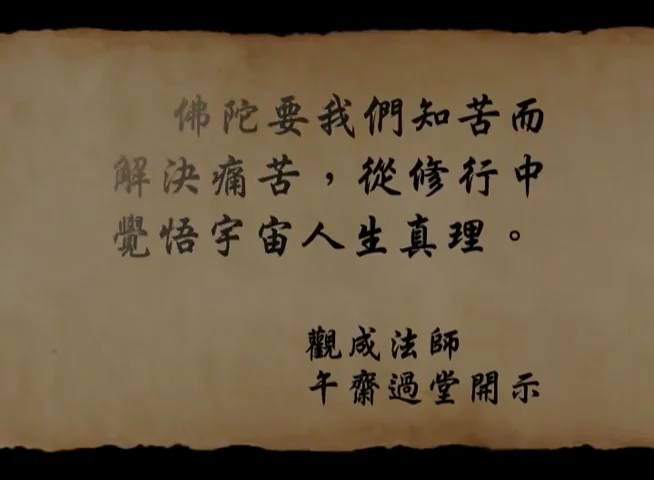 佛陀要我們知苦而
解決痛苦，從修行中
覺悟宇宙人生真理。
觀成法師
午齋過堂開示